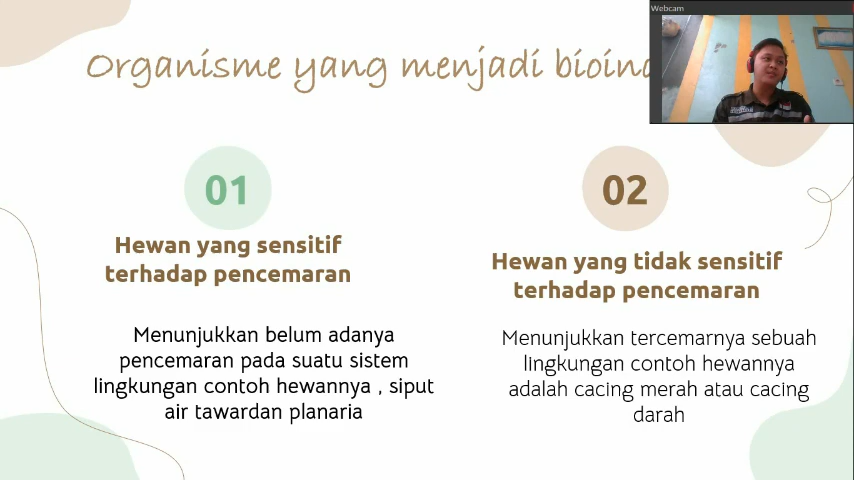 Webcam
Organisme yang menjadi
01
Hewan yang sensitif
terhadap pencemaran
Menunjukkan belum adanya
pencemaran pada suatu sistem
lingkungan contoh hewannya , siput
air tawardan planaria
02
Hewan yang tidak sensitif
terhadap pencemaran
Menunjukkan tercemarnya sebuah
lingkungan contoh hewannya
adalah cacing merah atau cacing
darah